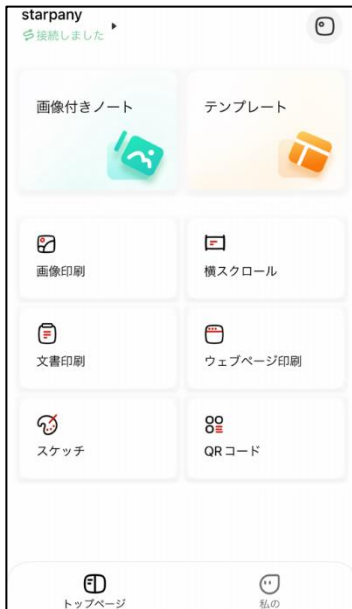 starpany
接続しました
画像付きノート
テンプレート
画像印刷
横スクロール
文書印刷
ウェブページ印刷
スケッチ
QRコード
トップページ
私の